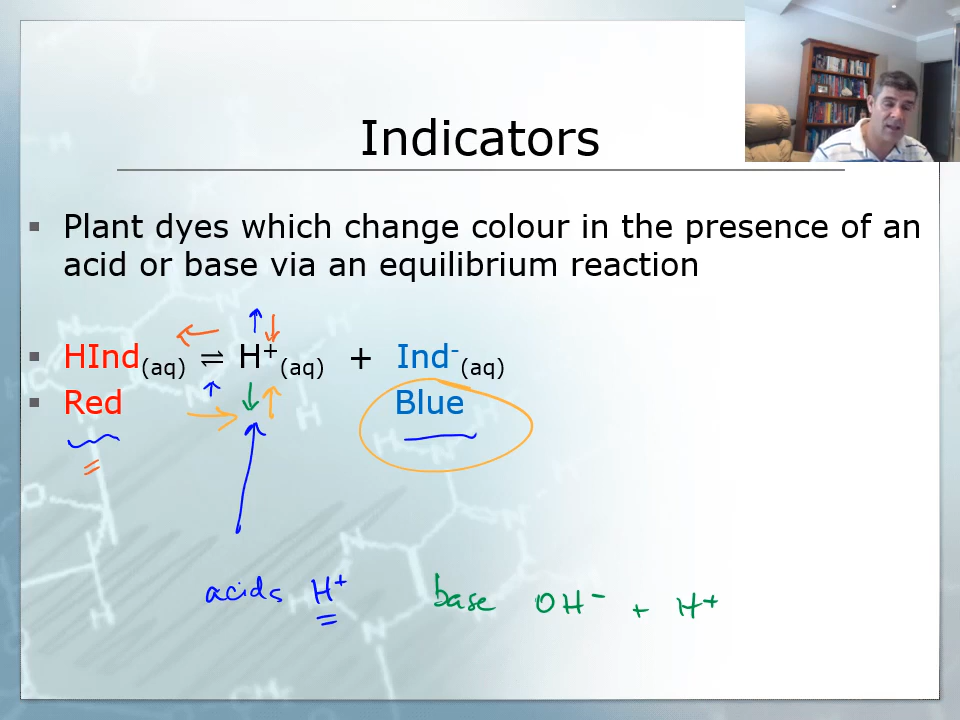 Indicators
Plant dyes which change colour in the presence of an
acid or base via an equilibrium reaction
HInd(aq) ⇌ H⁺(aq) + Ind⁻(aq)
Red Blue
acids H⁺ base OH⁻ + H⁺